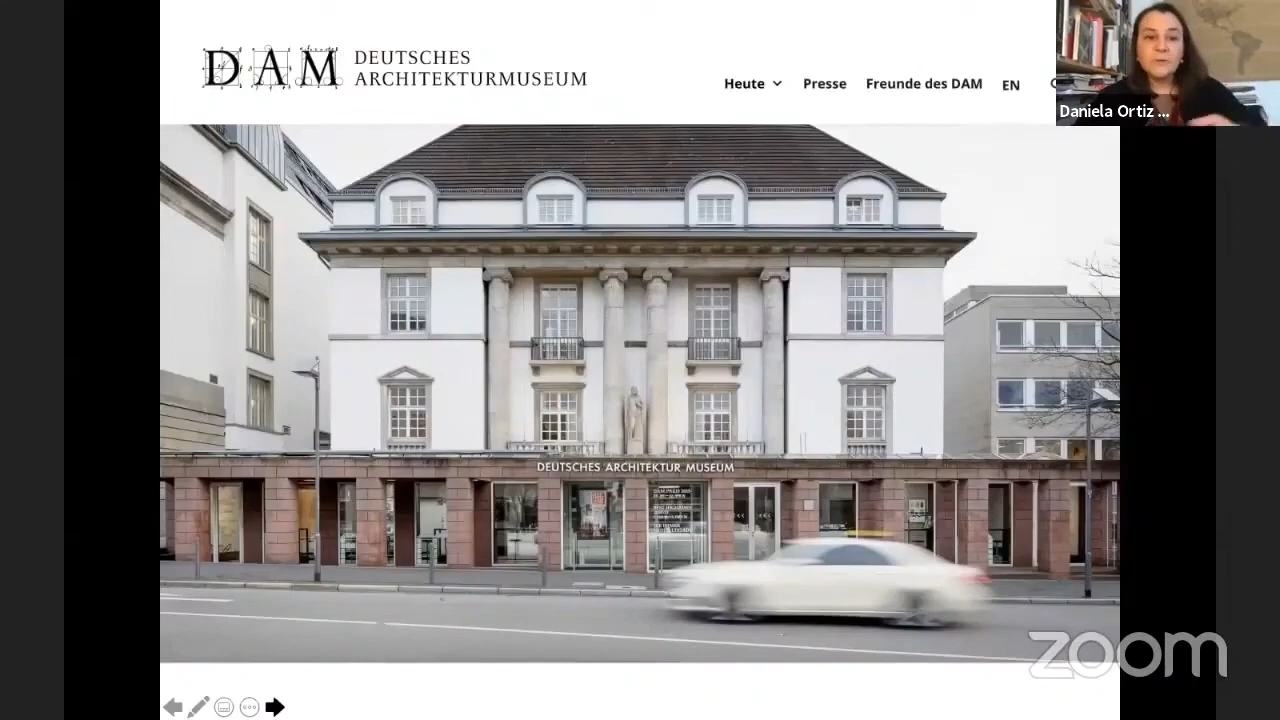 DAM DEUTSCHES
ARCHITEKTURMUSEUM
Heute
Presse
Freunde des DAM
EN
Daniela Ortiz ...
DEUTSCHES ARCHITEKTUR MUSEUM
zoom